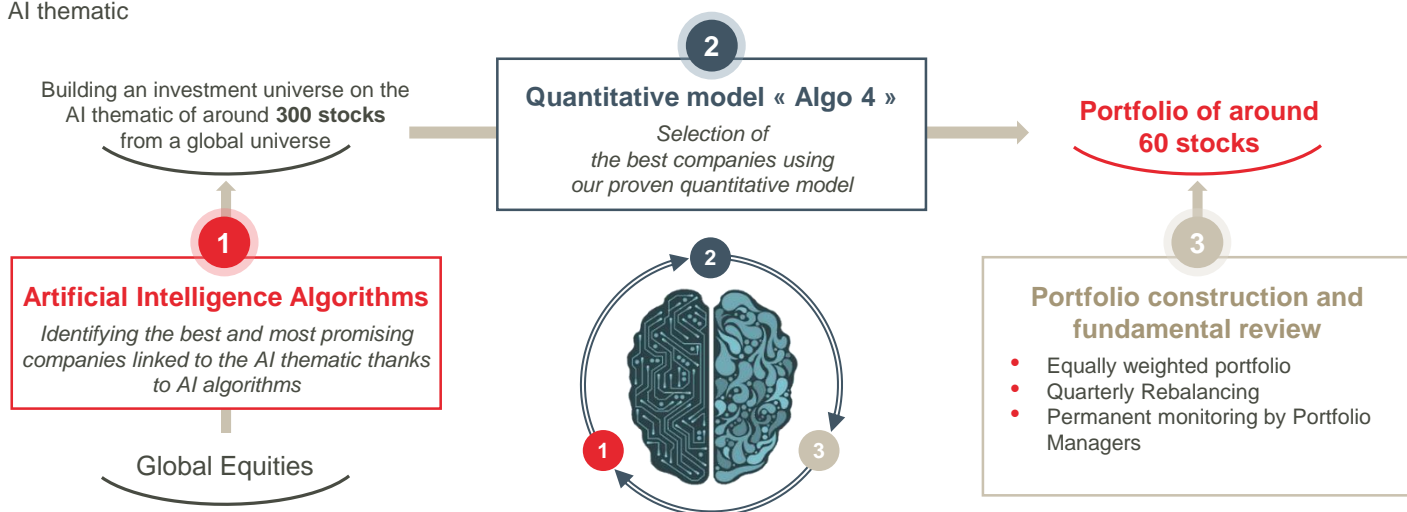 AI thematic
Building an investment universe on the
AI thematic of around 300 stocks
from a global universe
1
Artificial Intelligence Algorithms
Identifying the best and most promising
companies linked to the AI thematic thanks
to AI algorithms
Global Equities
2
Quantitative model « Algo 4 »
Selection of
the best companies using
our proven quantitative model
2
1
3
Portfolio of around
60 stocks
3
Portfolio construction and
fundamental review
• Equally weighted portfolio
• Quarterly Rebalancing
• Permanent monitoring by Portfolio
Managers